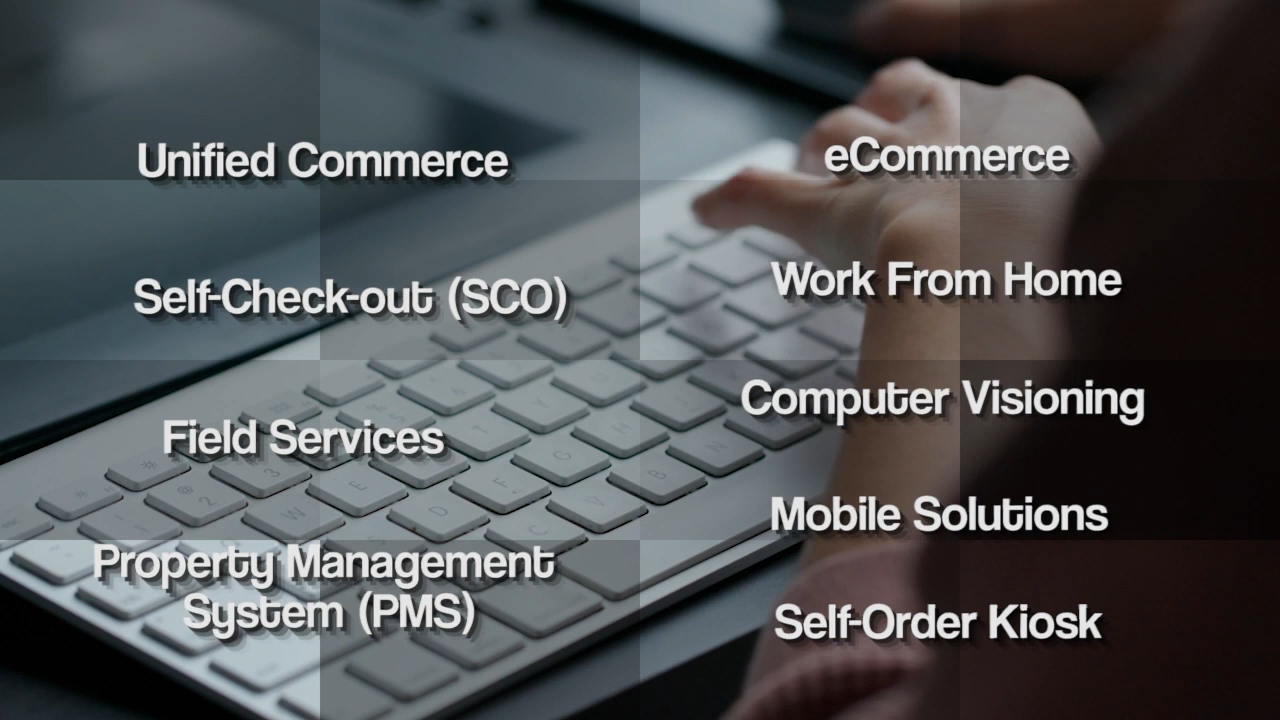 Unified Commerce
Self-Check-out (SCO)
Field Services
Property Management
System (PMS)
eCommerce
Work From Home
Computer Visioning
Mobile Solutions
Self-Order Kiosk